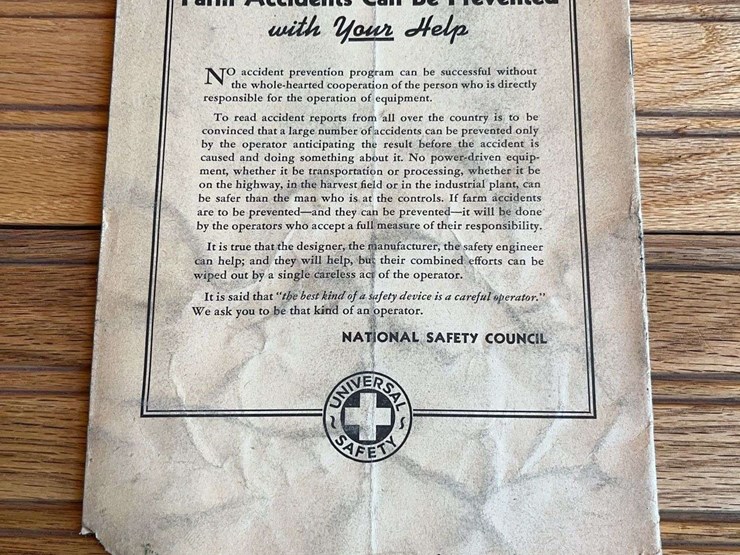 Farm Accidents Can Be Prevented
with Your Help
NO accident prevention program can be successful without
the whole-hearted cooperation of the person who is directly
responsible for the operation of equipment.
To read accident reports from all over the country is to be
convinced that a large number of accidents can be prevented only
by the operator anticipating the result before the accident is
caused and doing something about it. No power-driven equip-
ment, whether it be transportation or processing, whether it be
on the highway, in the harvest field or in the industrial plant, can
be safer than the man who is at the controls. If farm accidents
are to be prevented—and they can be prevented—it will be done
by the operators who accept a full measure of their responsibility.
It is true that the designer, the manufacturer, the safety engineer
can help; and they will help, but their combined efforts can be
wiped out by a single careless act of the operator.
It is said that "the best kind of a safety device is a careful operator."
We ask you to be that kind of an operator.
NATIONAL SAFETY COUNCIL
UNIVERSAL
SAFETY